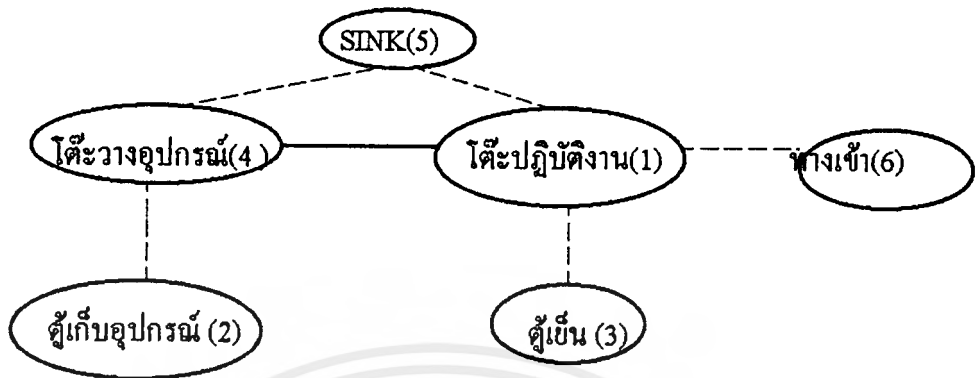 SINK(5)
โต๊ะวางอุปกรณ์(4 )
โต๊ะปฏิบัติงาน(1)
ทางเข้า(6)
ตู้เก็บอุปกรณ์ (2)
ตู้เย็น (3)